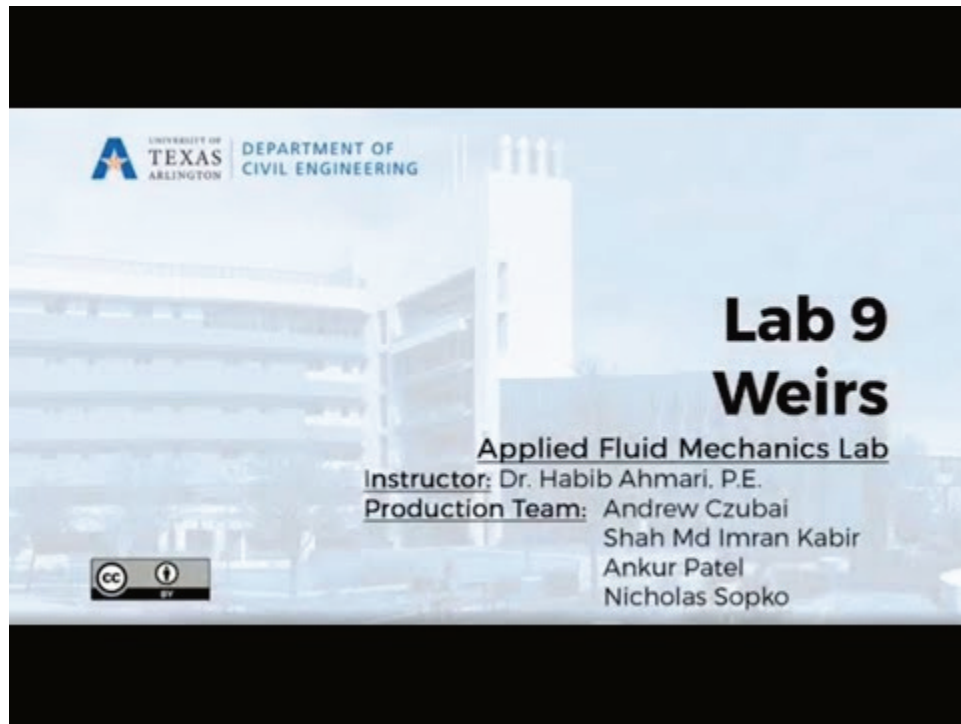 UNIVERSITY OF
TEXAS
ARLINGTON
DEPARTMENT OF
CIVIL ENGINEERING
Lab 9
Weirs
Applied Fluid Mechanics Lab
Instructor: Dr. Habib Ahmari, P.E.
Production Team: Andrew Czubai
Shah Md Imran Kabir
Ankur Patel
Nicholas Sopko
cc
BY